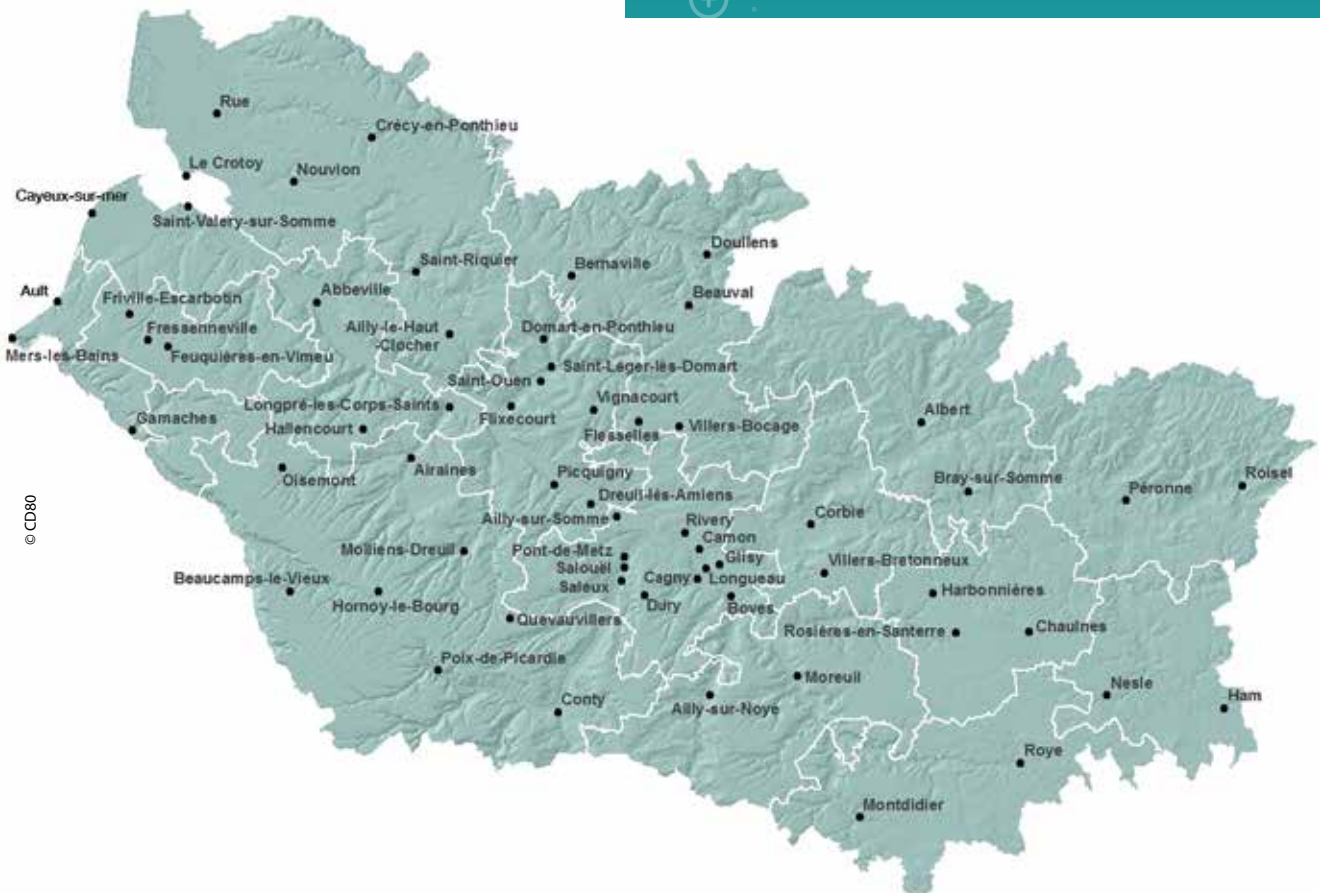 Rue
Crécy-en-Ponthieu
Le Crotoy
Nouvion
Cayeux-sur-mer
Saint-Valery-sur-Somme
Doullens
Saint-Riquier
Bernaville
Ault
Friville-Escarbotin
Abbeville
Beauval
Fressenneville
Ailly-le-Haut
-Clocher
Domart-en-Ponthieu
Mers-les-Bains
Feuquières-en-Vimeu
Saint-Léger-les-Domart
Saint-Ouen
Longpré-les-Corps-Saints
Vignacourt
Gamaches
Hallencourt
Flixecourt
Flesselles
Villers-Bocage
Albert
Oisemont
Airaines
Picquigny
Bray-sur-Somme
Péronne
Roisel
Dreuil-lès-Amiens
Ailly-sur-Somme
Rivery
Corbie
© CD80
Molliens-Dreuil
Pont-de-Metz
Camon
Glisy
Salouël
Villers-Bretonneux
Beaucamps-le-Vieux
Saleux
Cagny
Longueau
Harbonnières
Hornoy-le-Bourg
Dury
Boves
Quevauvillers
Rosières-en-Santerre
Chaulnes
Poix-de-Picardie
Moreuil
Nesle
Conty
Ailly-sur-Noye
Ham
Roye
Montdidier